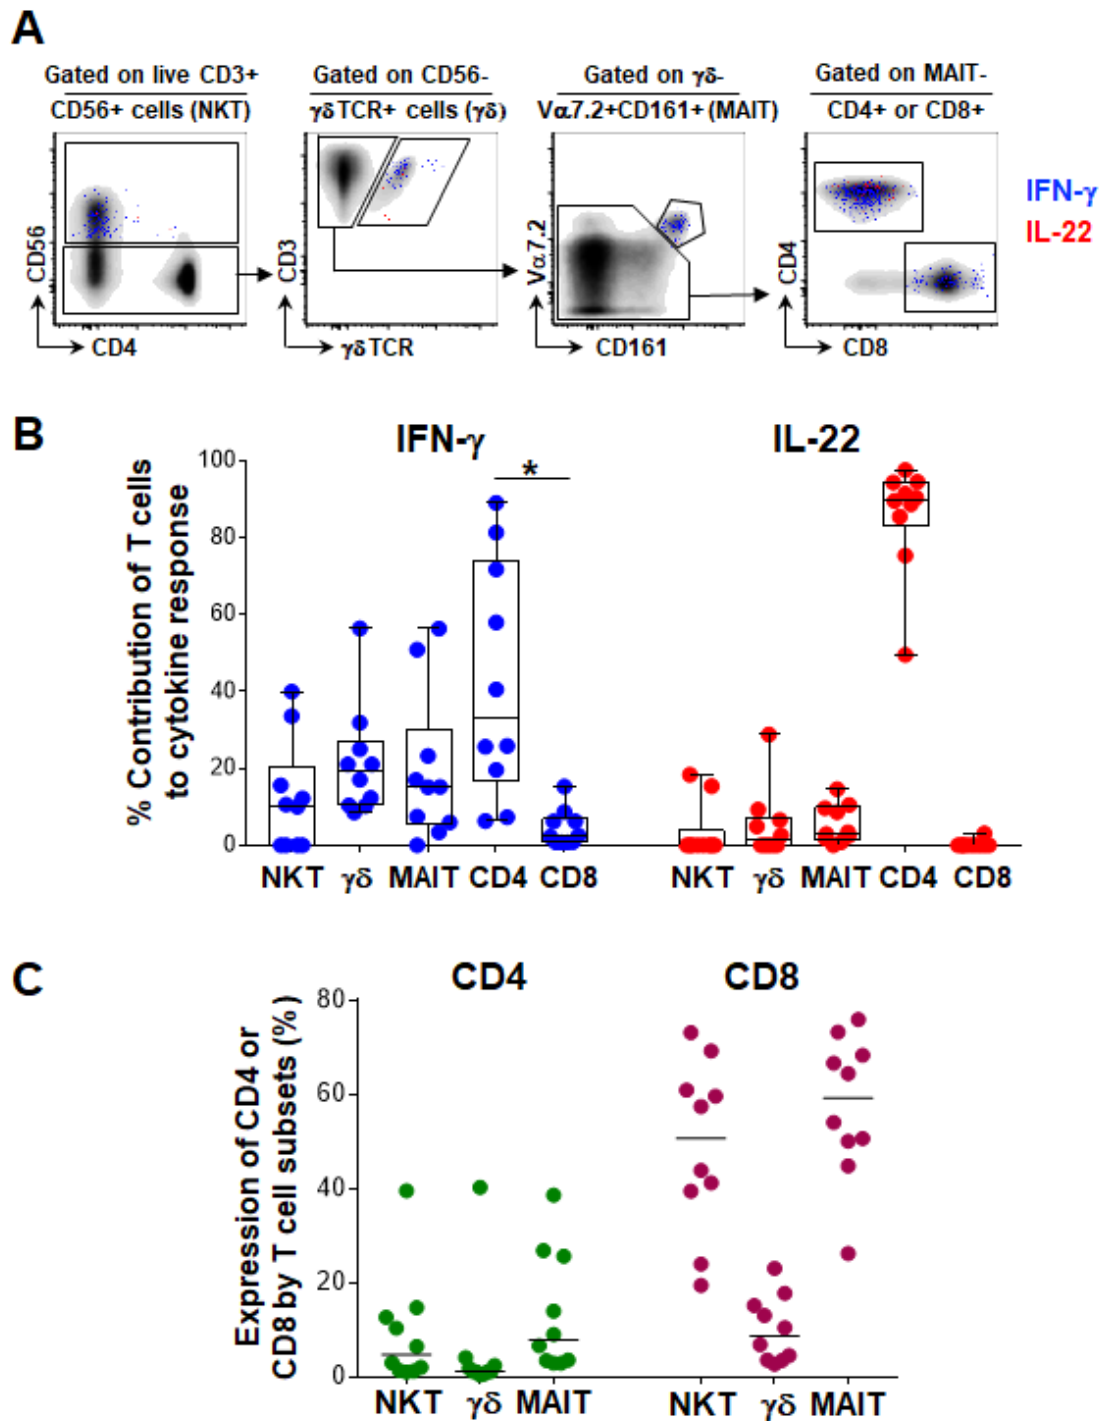 A
Gated on live CD3+
CD56+ cells (NKT)
Gated on CD56-
γδTCR+ cells (γδ)
Gated on γδ-
Vα7.2+CD161+ (MAIT)
Gated on MAIT-
CD4+ or CD8+
CD56
CD4
CD3
γδTCR
Vα7.2
CD161
CD4
CD8
IFN-γ
IL-22
B
IFN-γ
IL-22
% Contribution of T cells
to cytokine response
100
80
60
40
20
0
*
NKT γδ MAIT CD4 CD8
NKT γδ MAIT CD4 CD8
C
CD4
CD8
Expression of CD4 or
CD8 by T cell subsets (%)
80
60
40
20
0
NKT γδ MAIT
NKT γδ MAIT